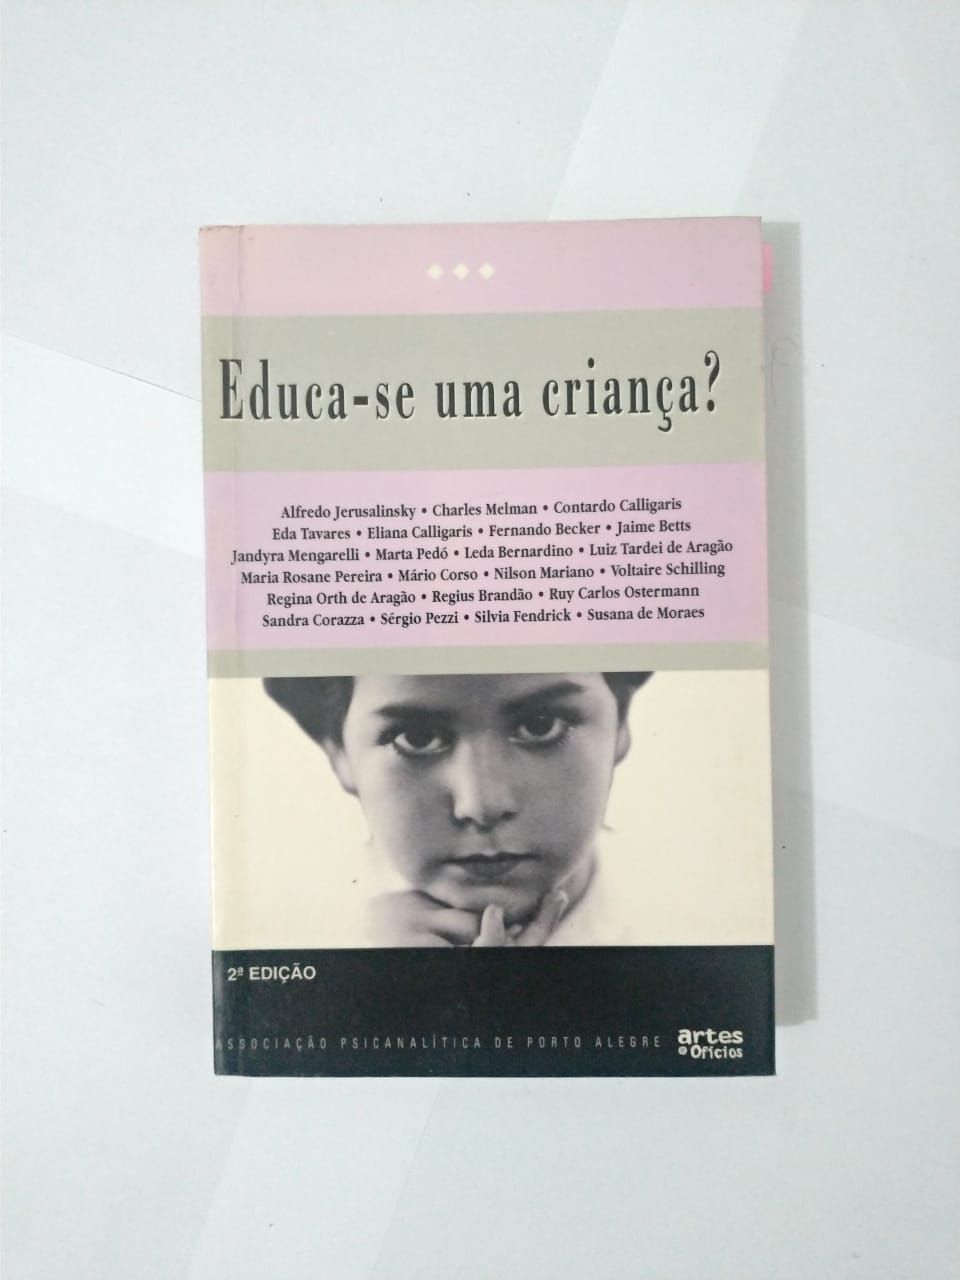 Educa-se uma criança?
Alfredo Jerusalinsky • Charles Melman • Contardo Calligaris
Eda Tavares • Eliana Calligaris • Fernando Becker • Jaime Betts
Jandyra Mengarelli • Marta Pedó • Leda Bernardino • Luiz Tardei de Aragão
Maria Rosane Pereira • Mário Corso • Nilson Mariano • Voltaire Schilling
Regina Orth de Aragão • Regius Brandão • Ruy Carlos Ostermann
Sandra Corazza • Sérgio Pezzi • Silvia Fendrick • Susana de Moraes
2ª EDIÇÃO
ASSOCIAÇÃO PSICANALÍTICA DE PORTO ALEGRE
artes
e Ofícios